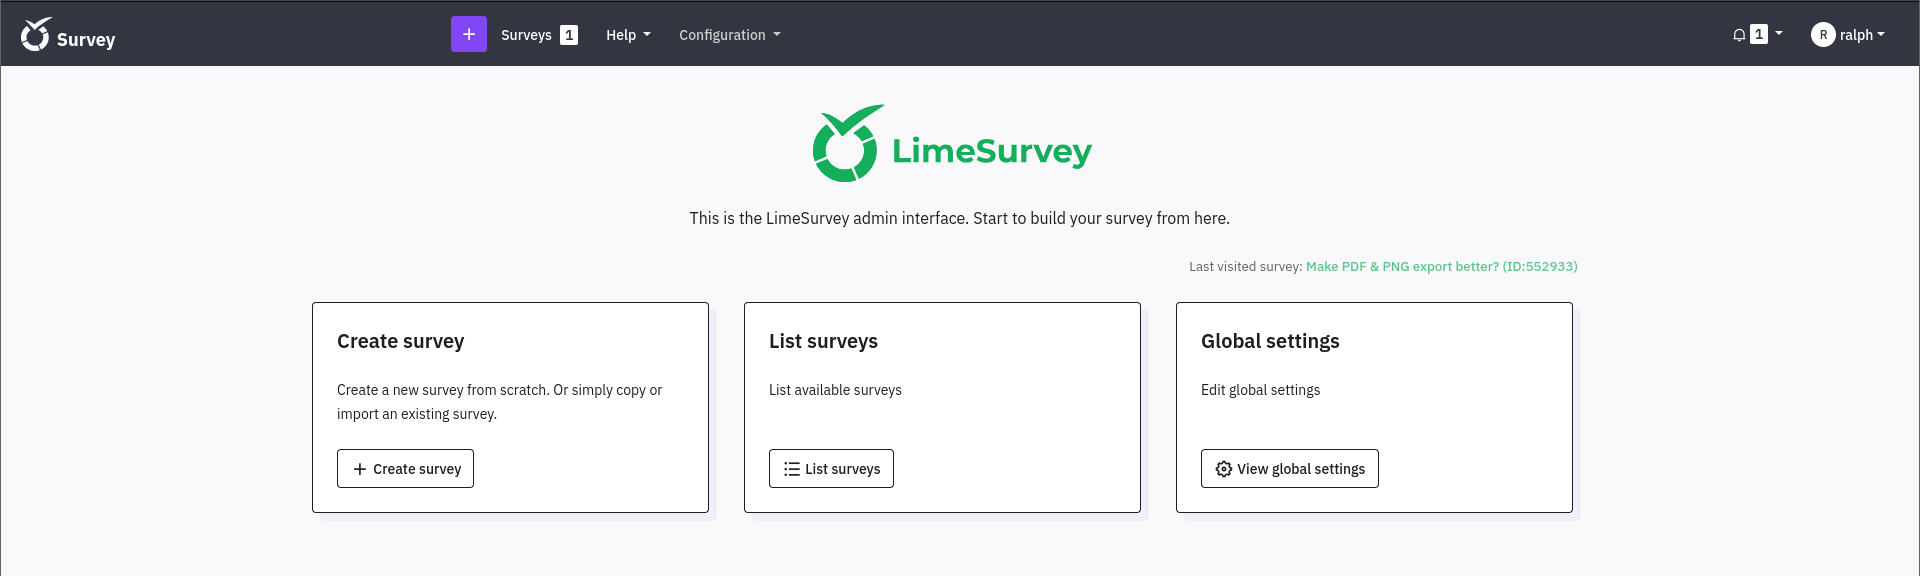 Survey
+ Surveys 1 Help Configuration
1 R ralph
LimeSurvey
This is the LimeSurvey admin interface. Start to build your survey from here.
Last visited survey: Make PDF & PNG export better? (ID:552933)
Create survey
Create a new survey from scratch. Or simply copy or
import an existing survey.
+ Create survey
List surveys
List available surveys
List surveys
Global settings
Edit global settings
View global settings